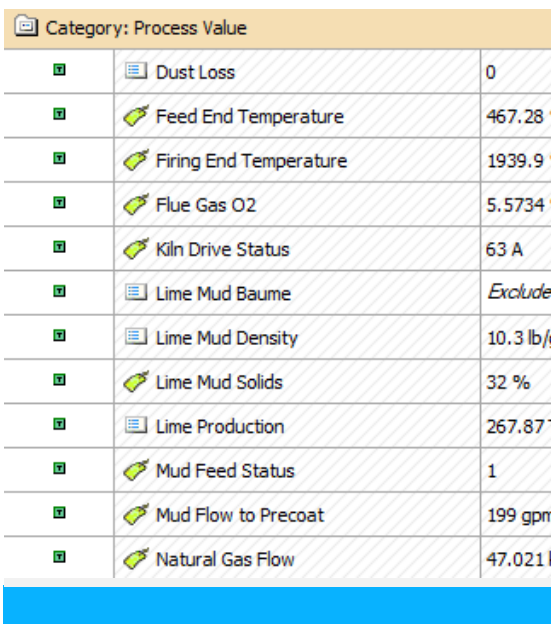 Category: Process Value
T Dust Loss 0
T Feed End Temperature 467.28
T Firing End Temperature 1939.9
T Flue Gas O2 5.5734
T Kiln Drive Status 63 A
T Lime Mud Baume Exclude
T Lime Mud Density 10.3 lb/
T Lime Mud Solids 32 %
T Lime Production 267.87
T Mud Feed Status 1
T Mud Flow to Precoat 199 gpm
T Natural Gas Flow 47.021